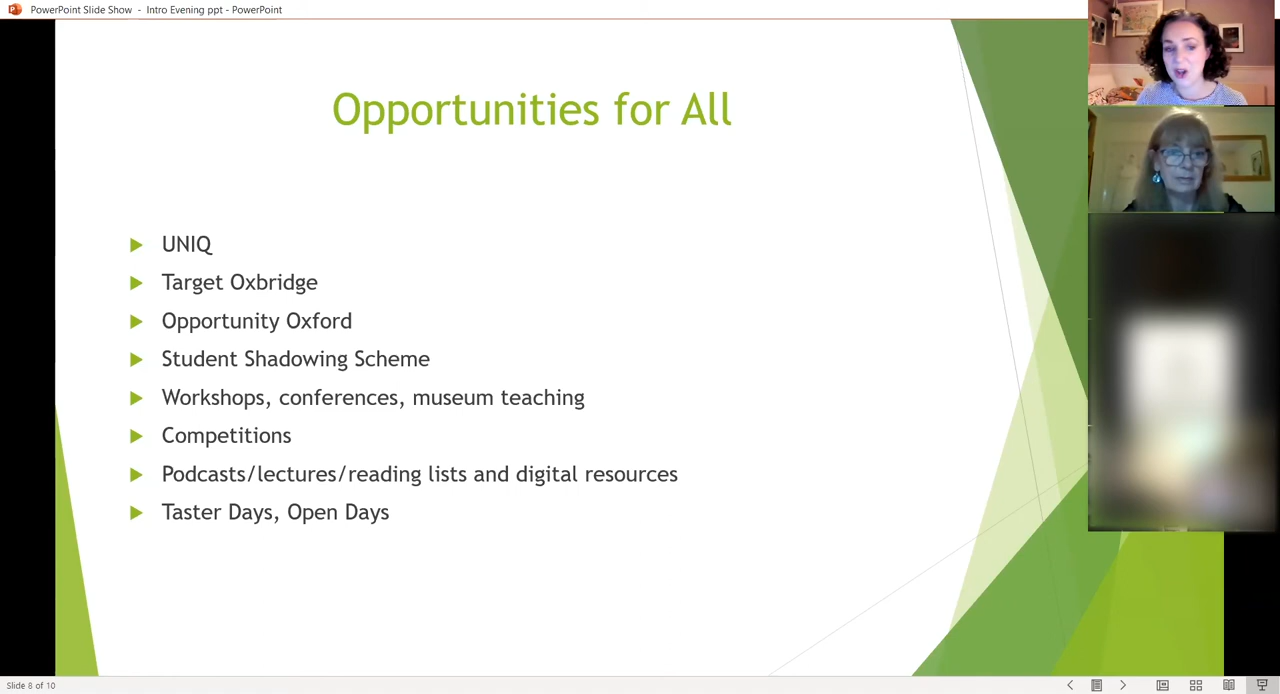 PowerPoint Slide Show - Intro Evening ppt - PowerPoint
Opportunities for All
UNIQ
Target Oxbridge
Opportunity Oxford
Student Shadowing Scheme
Workshops, conferences, museum teaching
Competitions
Podcasts/lectures/reading lists and digital resources
Taster Days, Open Days
Slide 8 of 10